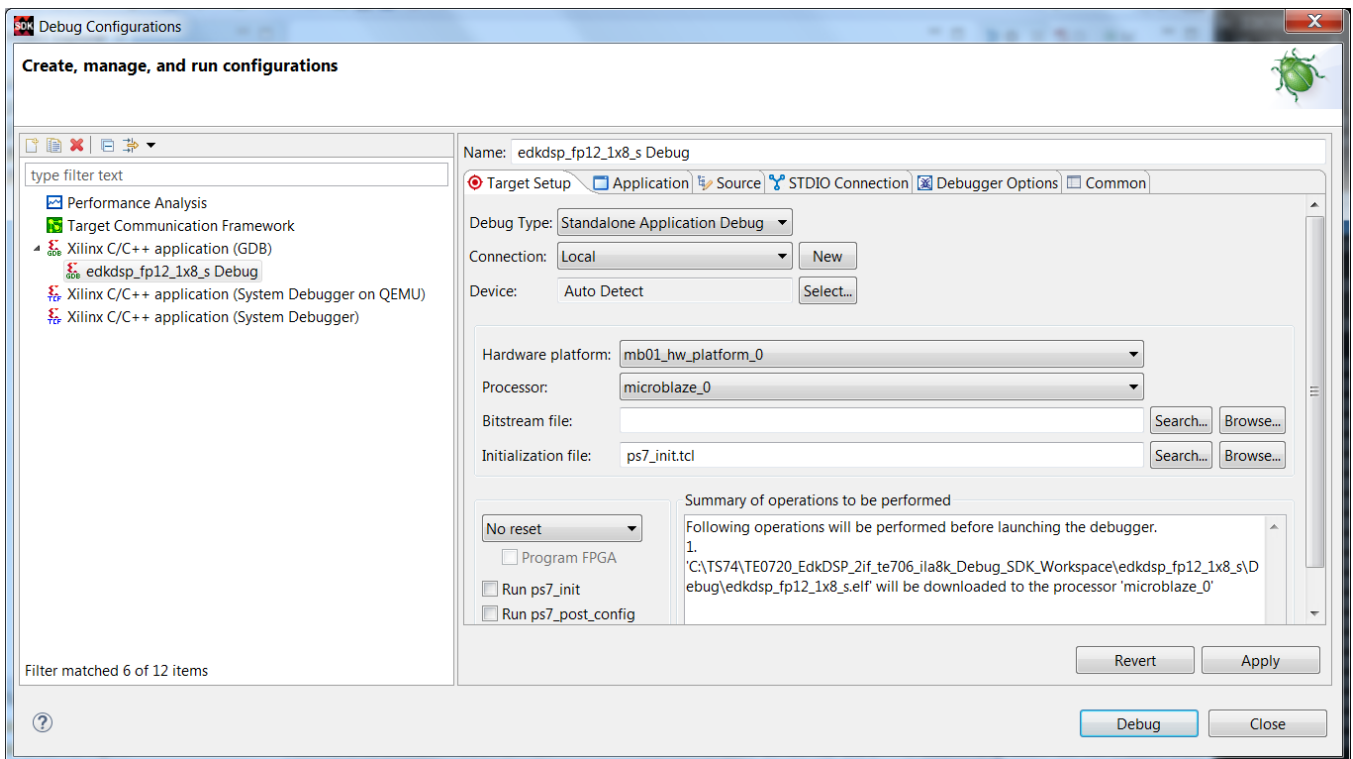 SDK Debug Configurations
X
Create, manage, and run configurations
type filter text
Performance Analysis
Target Communication Framework
Xilinx C/C++ application (GDB)
edkdsp_fp12_1x8_s Debug
Xilinx C/C++ application (System Debugger on QEMU)
Xilinx C/C++ application (System Debugger)
Filter matched 6 of 12 items
Name: edkdsp_fp12_1x8_s Debug
Target Setup Application Source STDIO Connection Debugger Options Common
Debug Type: Standalone Application Debug
Connection: Local New
Device: Auto Detect Select...
Hardware platform: mb01_hw_platform_0
Processor: microblaze_0
Bitstream file: Search... Browse...
Initialization file: ps7_init.tcl Search... Browse...
No reset
Program FPGA
Run ps7_init
Run ps7_post_config
Summary of operations to be performed
Following operations will be performed before launching the debugger.
1.
'C:\TS74\TE0720_EdkDSP_2if_te706_ila8k_Debug_SDK_Workspace\edkdsp_fp12_1x8_s\D
ebug\edkdsp_fp12_1x8_s.elf' will be downloaded to the processor 'microblaze_0'
Revert Apply
? Debug Close